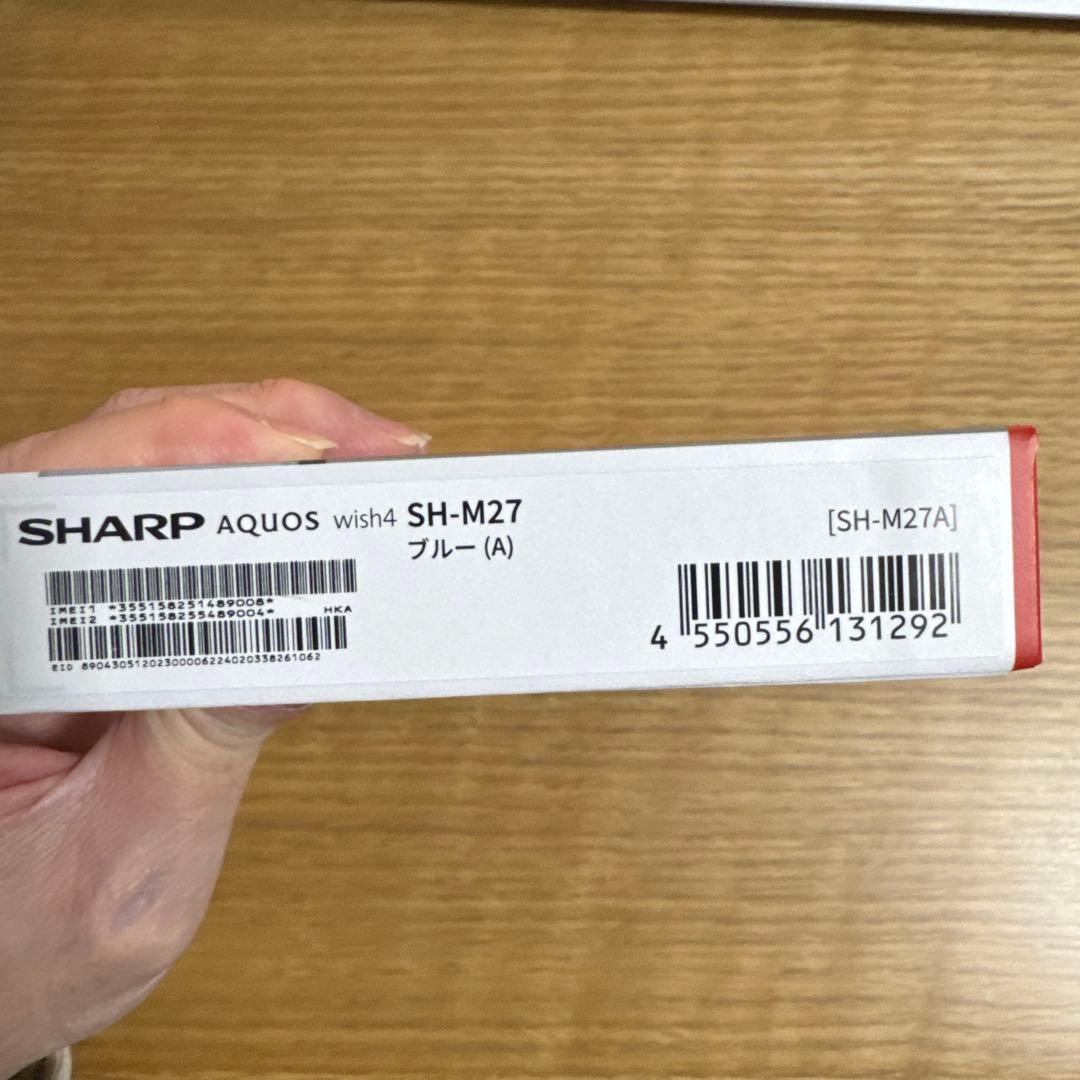 SHARP AQUOS wish4 SH-M27
ブルー (A)
[SH-M27A]
IMEI1 *355158251489008*
IMEI2 *355158255489004* HKA
EID 89043051202300006224020338261062
4 550556 131292